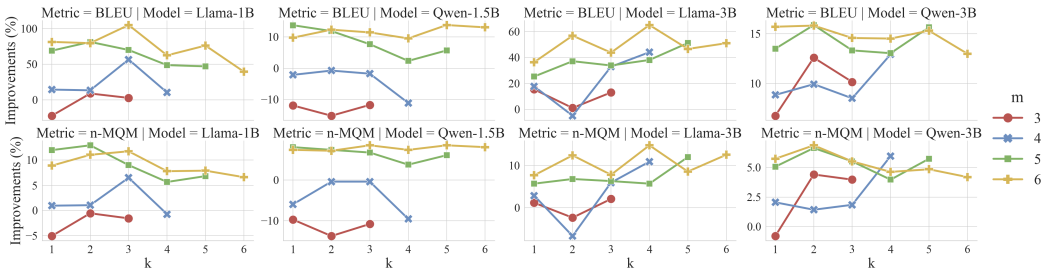 Metric = BLEU | Model = Llama-1B
Metric = BLEU | Model = Qwen-1.5B
Metric = BLEU | Model = Llama-3B
Metric = BLEU | Model = Qwen-3B
Improvements (%)
100
50
0
10
0
−10
60
40
20
0
15
10
m
3
4
5
6
Metric = n-MQM | Model = Llama-1B
Metric = n-MQM | Model = Qwen-1.5B
Metric = n-MQM | Model = Llama-3B
Metric = n-MQM | Model = Qwen-3B
Improvements (%)
10
5
0
−5
0
−10
10
0
5.0
2.5
0.0
1 2 3 4 5 6
1 2 3 4 5 6
1 2 3 4 5 6
1 2 3 4 5 6
k
k
k
k